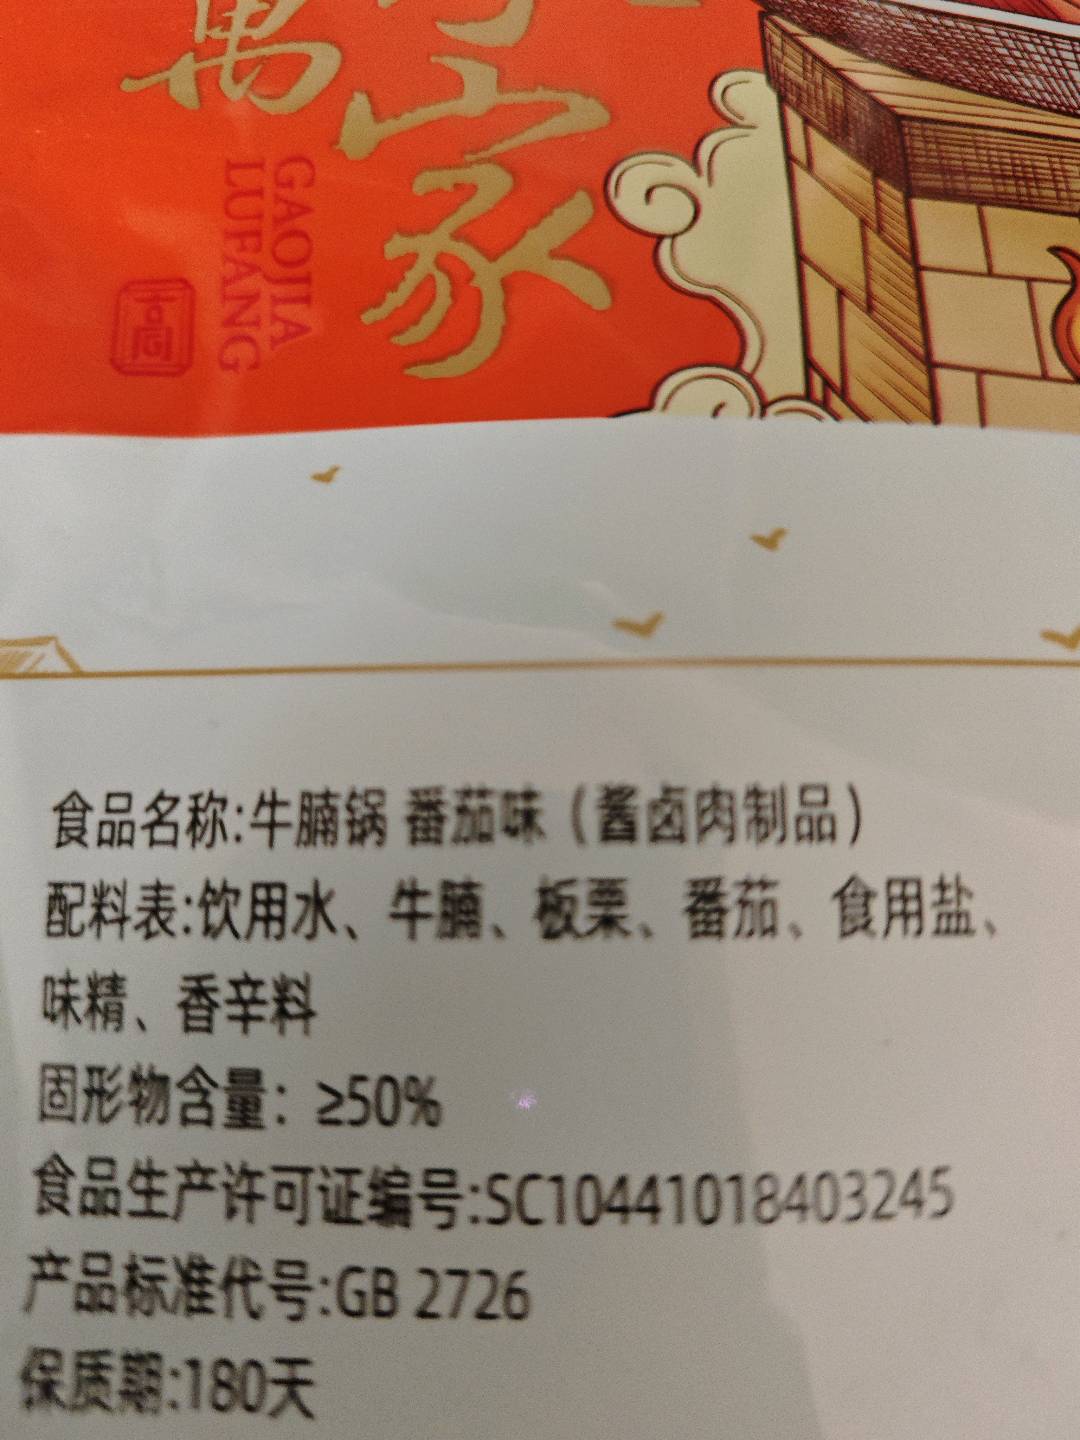 萬
家
GAOJIA
LUFANG
食品名称:牛腩锅 番茄味（酱卤肉制品）
配料表:饮用水、牛腩、板栗、番茄、食用盐、
味精、香辛料
固形物含量：≥50%
食品生产许可证编号:SC10441018403245
产品标准代号:GB 2726
保质期:180天